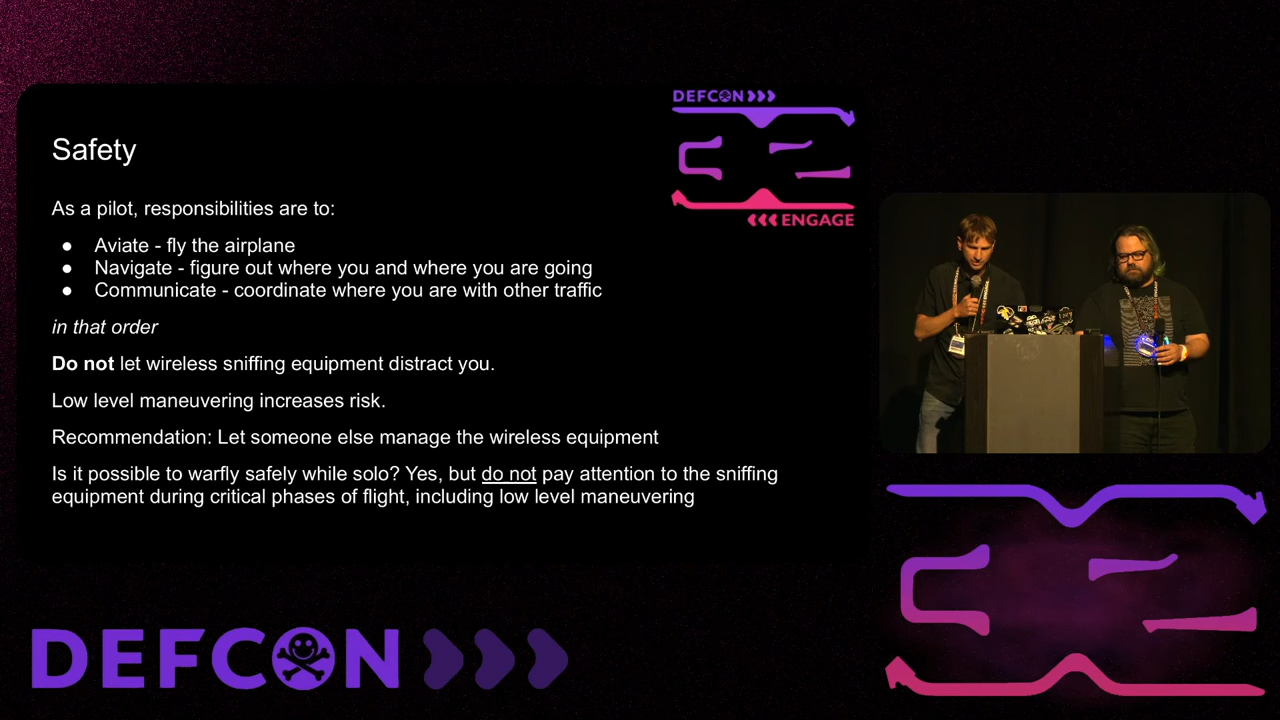 DEFCON
ENGAGE
Safety
As a pilot, responsibilities are to:
● Aviate - fly the airplane
● Navigate - figure out where you and where you are going
● Communicate - coordinate where you are with other traffic
in that order
Do not let wireless sniffing equipment distract you.
Low level maneuvering increases risk.
Recommendation: Let someone else manage the wireless equipment
Is it possible to warfly safely while solo? Yes, but do not pay attention to the sniffing
equipment during critical phases of flight, including low level maneuvering
DEFCON